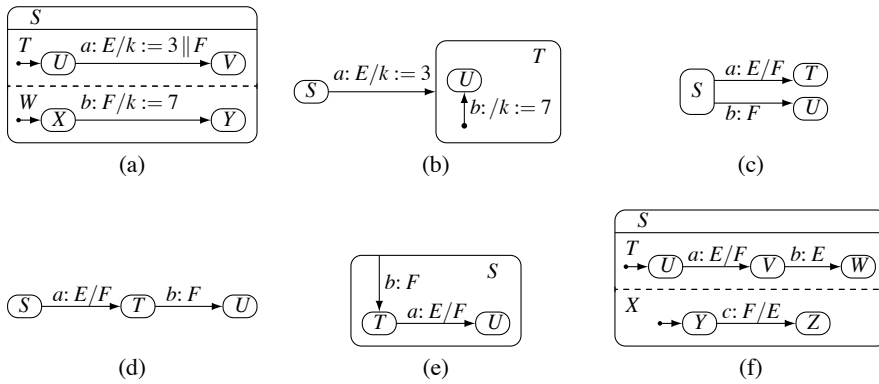 S
T
U
a: E/k := 3 ∥ F
V
W
X
b: F/k := 7
Y
(a)
S
a: E/k := 3
T
U
b: /k := 7
(b)
S
a: E/F
T
b: F
U
(c)
S
a: E/F
T
b: F
U
(d)
S
b: F
T
a: E/F
U
(e)
S
T
U
a: E/F
V
b: E
W
X
Y
c: F/E
Z
(f)